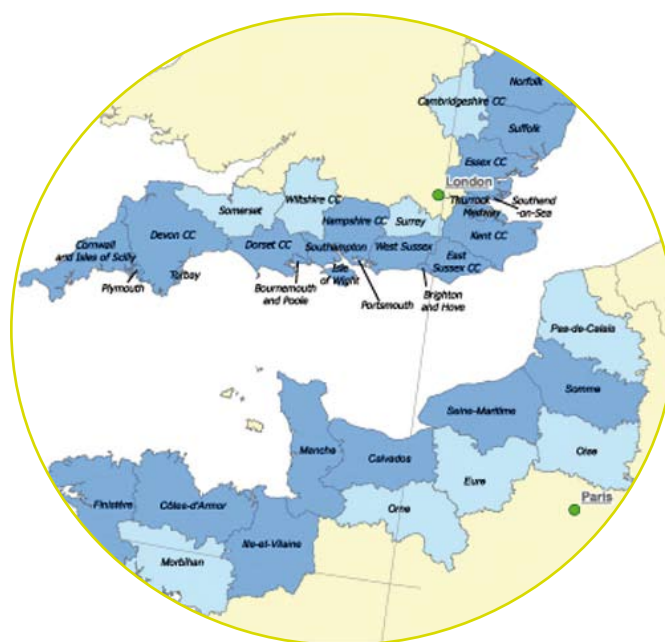 Norfolk
Cambridgeshire CC
Suffolk
Essex CC
London
Thurrock
Southend
-on-Sea
Medway
Wiltshire CC
Somerset
Hampshire CC
Surrey
Kent CC
Devon CC
Dorset CC
Southampton
West Sussex
East
Sussex CC
Cornwall
and Isles of Scilly
Torbay
Plymouth
Isle
of Wight
Bournemouth
and Poole
Portsmouth
Brighton
and Hove
Pas-de-Calais
Somme
Seine-Maritime
Manche
Calvados
Oise
Eure
Paris
Finistère
Côtes-d'Armor
Orne
Ille-et-Vilaine
Morbihan